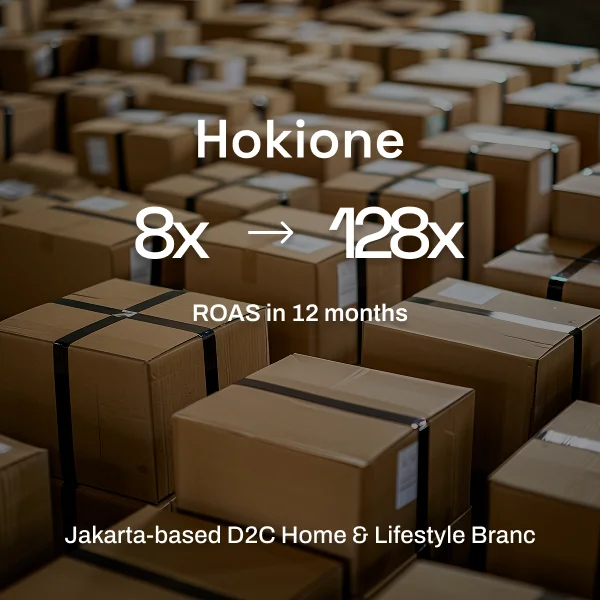 Hokione
8x → 128x
ROAS in 12 months
Jakarta-based D2C Home & Lifestyle Branc